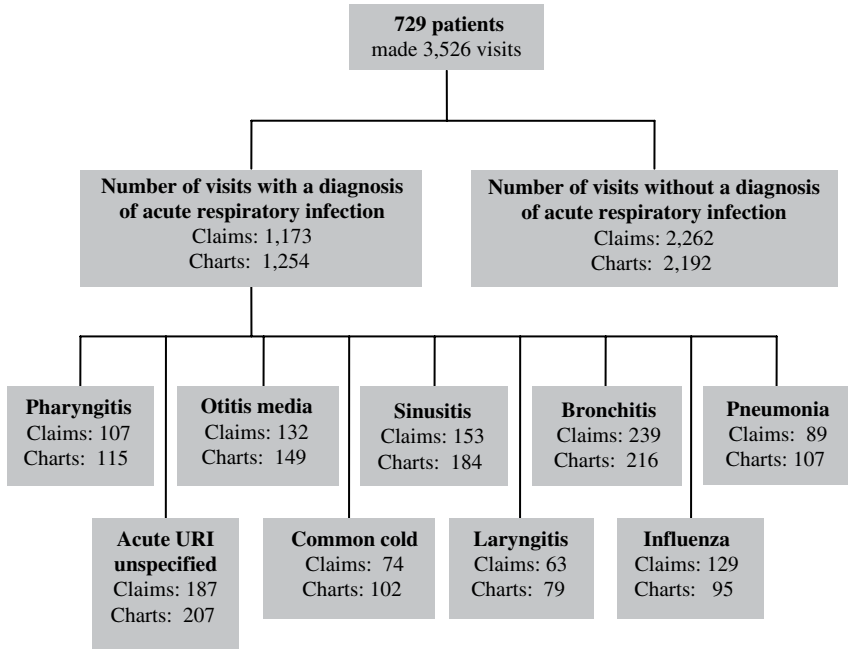 729 patients
made 3,526 visits
Number of visits with a diagnosis
of acute respiratory infection
Claims: 1,173
Charts: 1,254
Number of visits without a diagnosis
of acute respiratory infection
Claims: 2,262
Charts: 2,192
Pharyngitis
Claims: 107
Charts: 115
Otitis media
Claims: 132
Charts: 149
Sinusitis
Claims: 153
Charts: 184
Bronchitis
Claims: 239
Charts: 216
Pneumonia
Claims: 89
Charts: 107
Acute URI
unspecified
Claims: 187
Charts: 207
Common cold
Claims: 74
Charts: 102
Laryngitis
Claims: 63
Charts: 79
Influenza
Claims: 129
Charts: 95